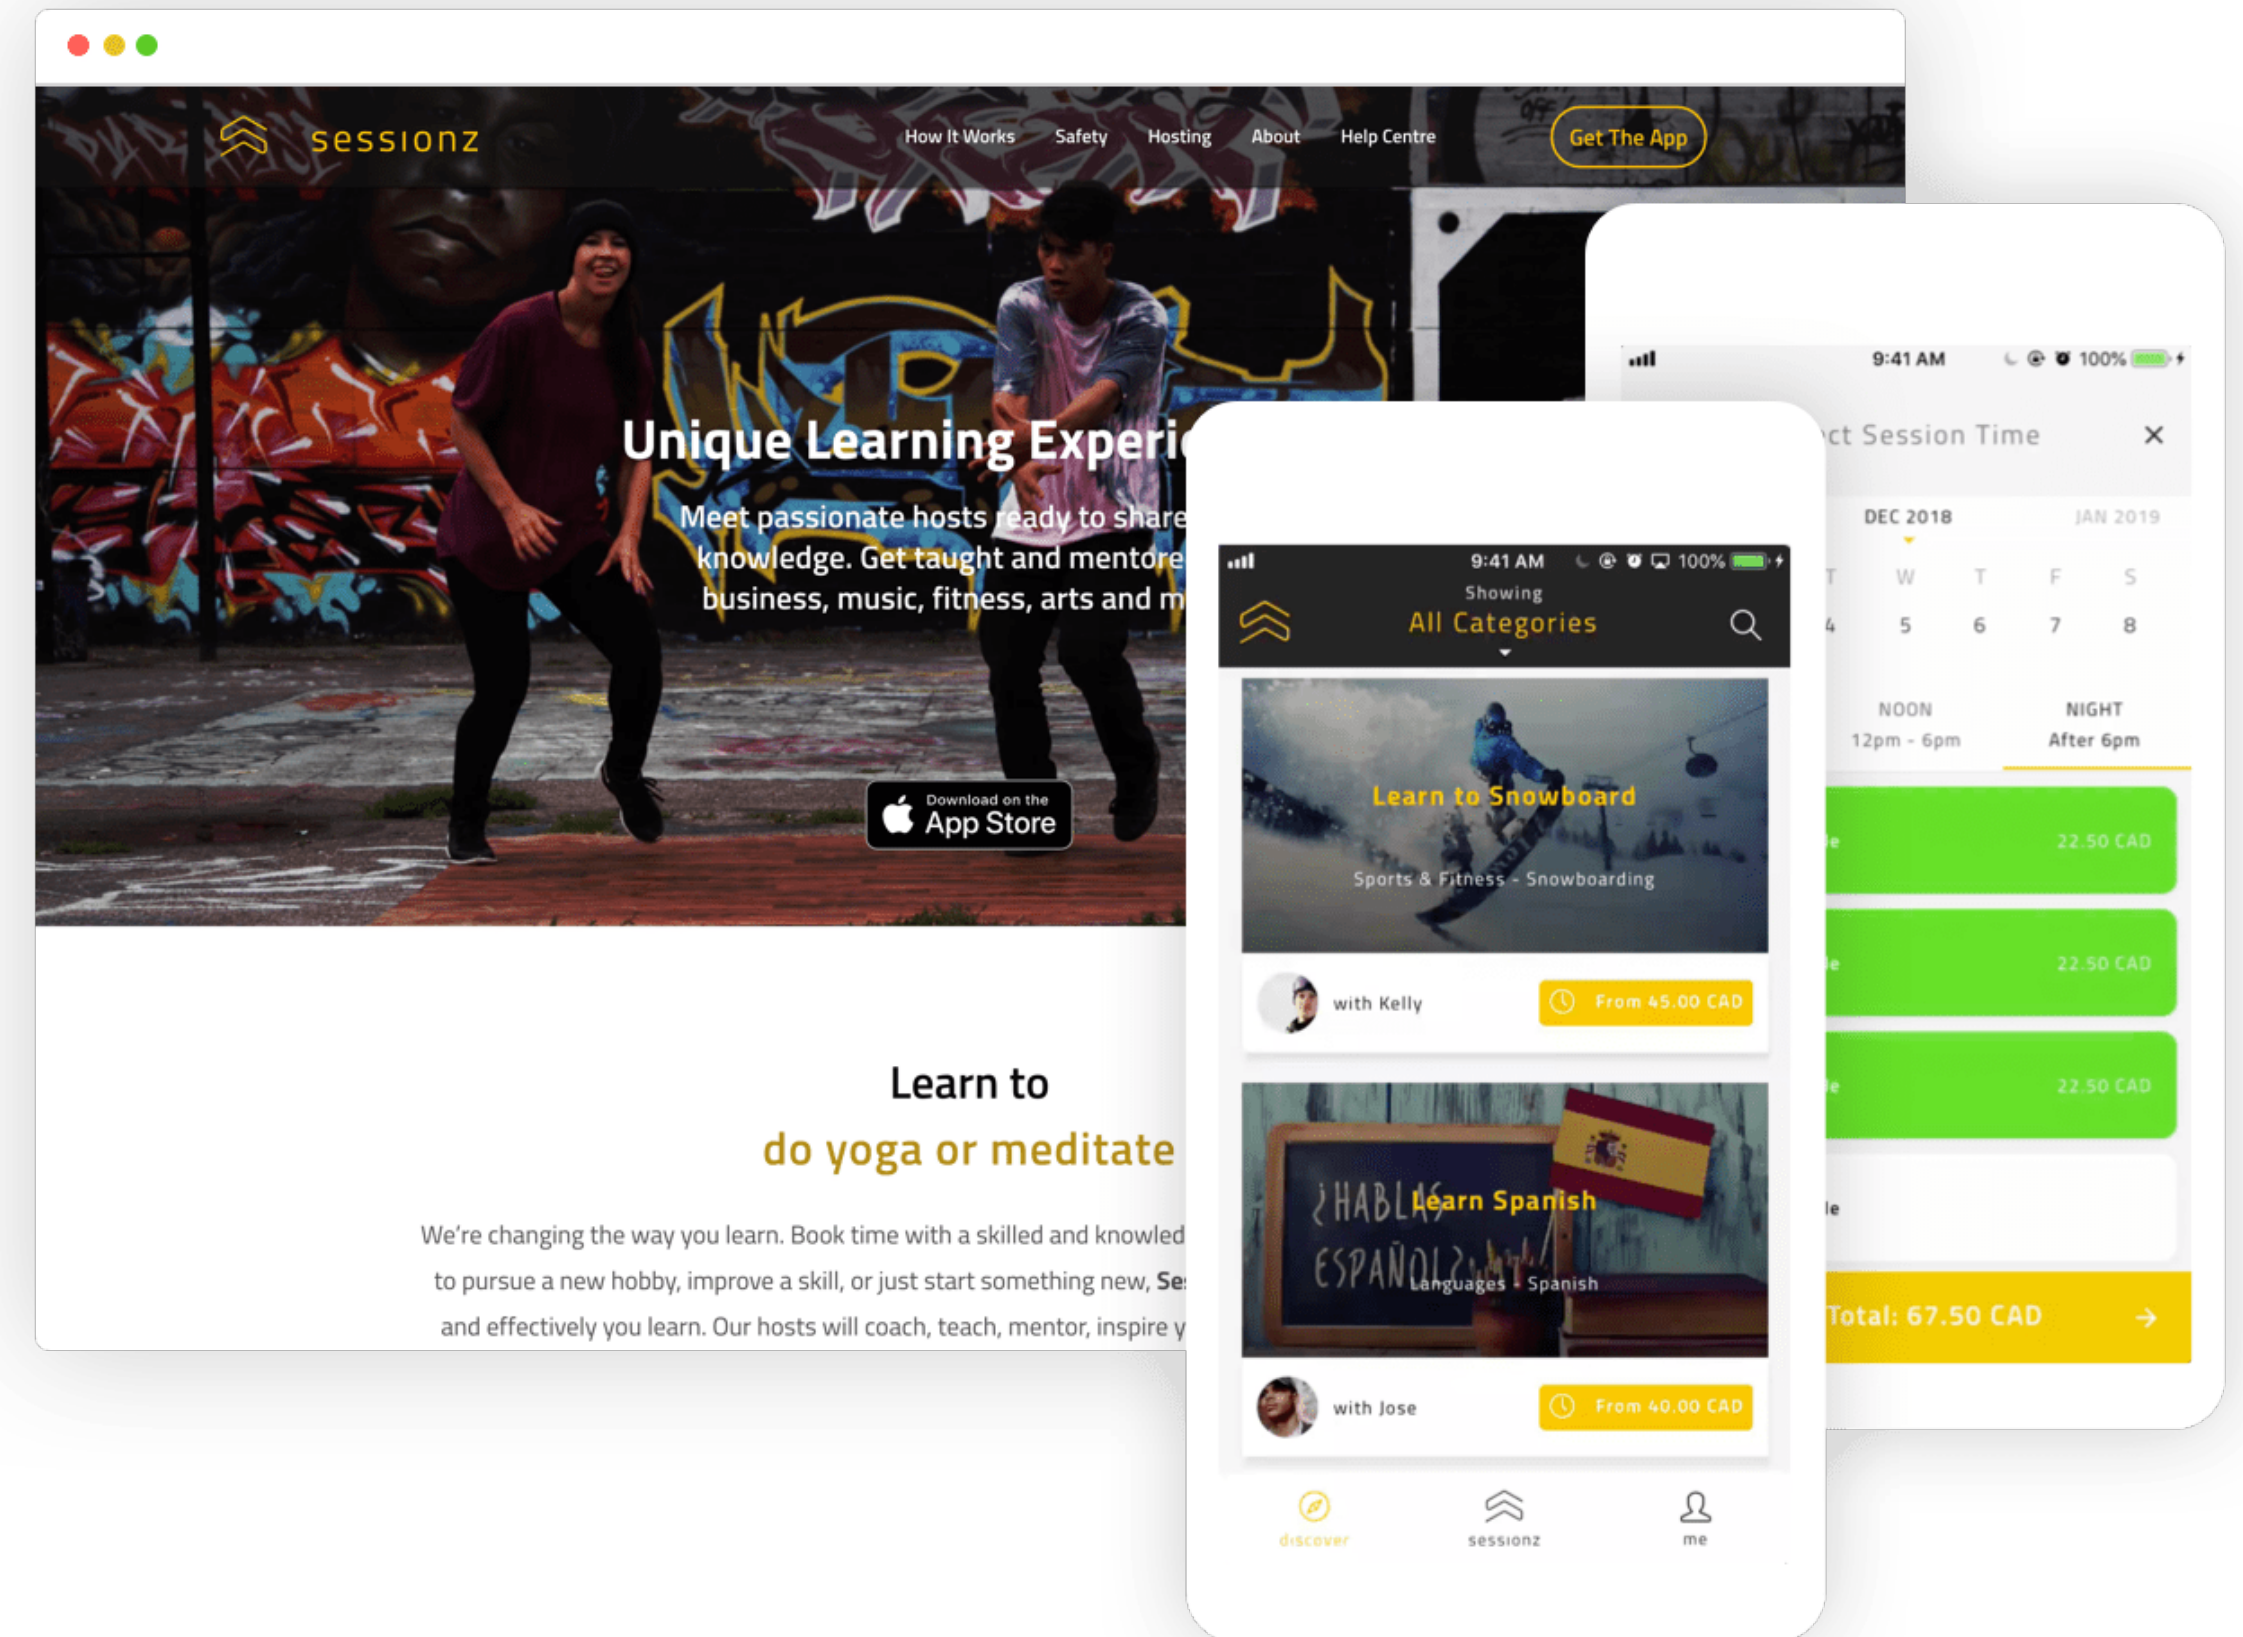 sessionz
How It Works
Safety
Hosting
About
Help Centre
Get The App
Unique Learning
Meet passionate hosts ready to share
knowledge. Get taught and
business, music, fitness, arts and
Download on the
App Store
Learn to
do yoga or meditate
We're changing the way you learn. Book time with a skilled and
to pursue a new hobby, improve a skill, or just start something new,
and effectively you learn. Our hosts will coach, teach, mentor, inspire
9:41 AM
100%
Showing
All Categories
Learn to Snowboard
Sports & Fitness - Snowboarding
with Kelly
From 45.00 CAD
¿HABLAS
ESPAÑOL?
Learn Spanish
Languages - Spanish
with Jose
From 40.00 CAD
discover
sessionz
me
9:41 AM
100%
Session Time
DEC 2018
JAN 2019
T W T F S
4 5 6 7 8
NOON
12pm - 6pm
NIGHT
After 6pm
22.50 CAD
22.50 CAD
22.50 CAD
Total: 67.50 CAD